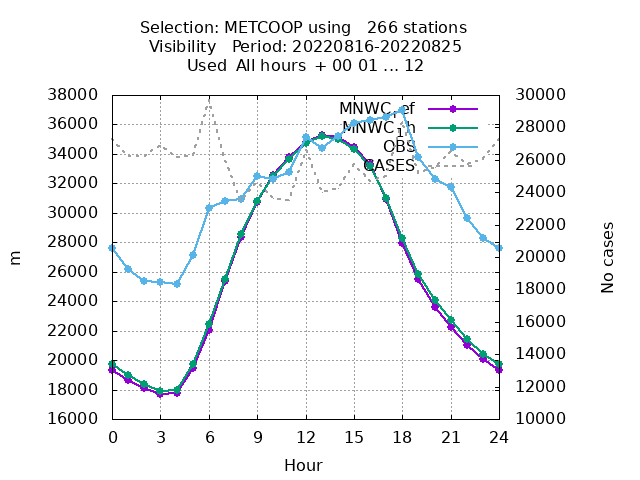 Selection: METCOOP using   266 stations
Visibility   Period: 20220816-20220825
Used  All hours  + 00 01 ... 12
38000
36000
34000
32000
30000
28000
26000
24000
22000
20000
18000
16000
30000
28000
26000
24000
22000
20000
18000
16000
14000
12000
10000
MNWC_ref
MNWC_1h
OBS
CASES
m
No cases
0 3 6 9 12 15 18 21 24
Hour